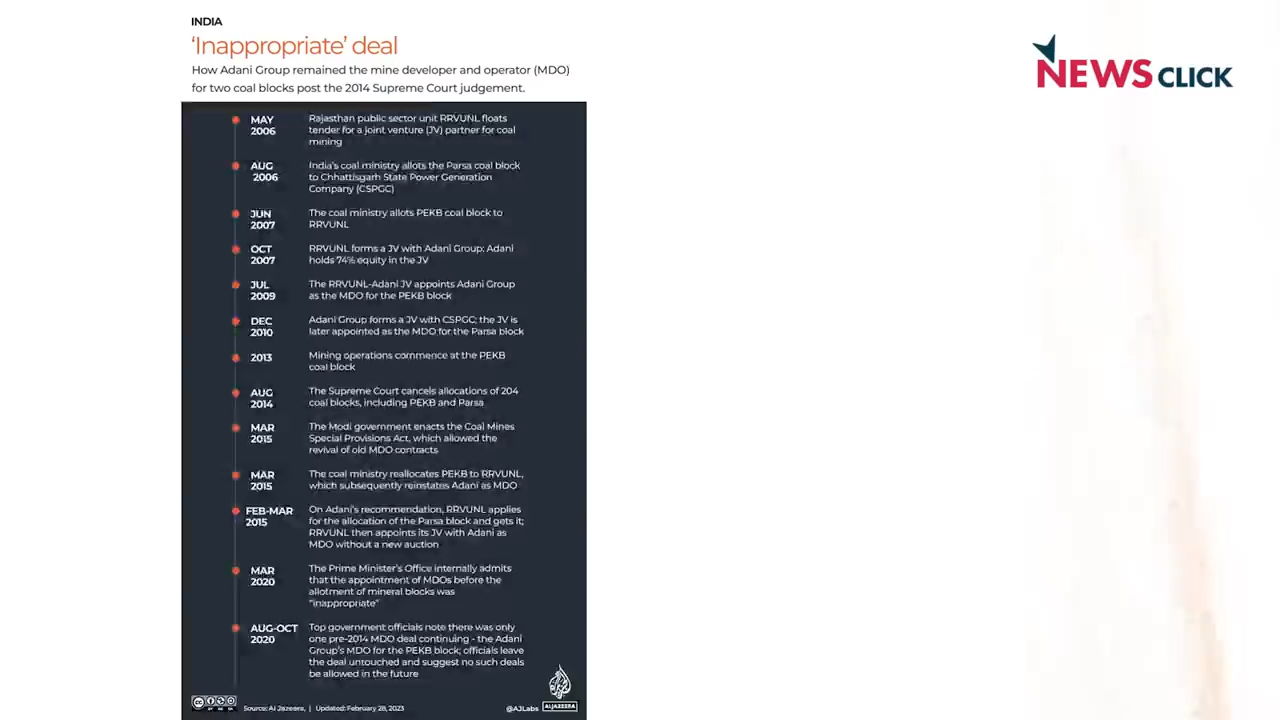 INDIA
‘Inappropriate’ deal
How Adani Group remained the mine developer and operator (MDO)
for two coal blocks post the 2014 Supreme Court judgement.
NEWS CLICK
MAY
2006
Rajasthan public sector unit RRVUNL floats
tender for a joint venture (JV) partner for coal
mining
AUG
2006
India's coal ministry allots the Parsa coal block
to Chhattisgarh State Power Generation
Company (CSPGC)
JUN
2007
The coal ministry allots PEKB coal block to
RRVUNL
OCT
2007
RRVUNL forms a JV with Adani Group: Adani
holds 74% equity in the JV
JUL
2009
The RRVUNL-Adani JV appoints Adani Group
as the MDO for the PEKB block
DEC
2010
Adani Group forms a JV with CSPGC; the JV is
later appointed as the MDO for the Parsa block
2013
Mining operations commence at the PEKB
coal block
AUG
2014
The Supreme Court cancels allocations of 204
coal blocks, including PEKB and Parsa
MAR
2015
The Modi government enacts the Coal Mines
Special Provisions Act, which allowed the
revival of old MDO contracts
MAR
2015
The coal ministry reallocates PEKB to RRVUNL,
which subsequently reinstates Adani as MDO
FEB-MAR
2015
On Adani's recommendation, RRVUNL applies
for the allocation of the Parsa block and gets it;
RRVUNL then appoints its JV with Adani as
MDO without a new auction
MAR
2020
The Prime Minister's Office internally admits
that the appointment of MDOs before the
allotment of mineral blocks was
"inappropriate"
AUG-OCT
2020
Top government officials note there was only
one pre-2014 MDO deal continuing - the Adani
Group's MDO for the PEKB block; officials leave
the deal untouched and suggest no such deals
be allowed in the future
Source: Al Jazeera, | Updated: February 28, 2023
@AJLabs
ALJAZEERA